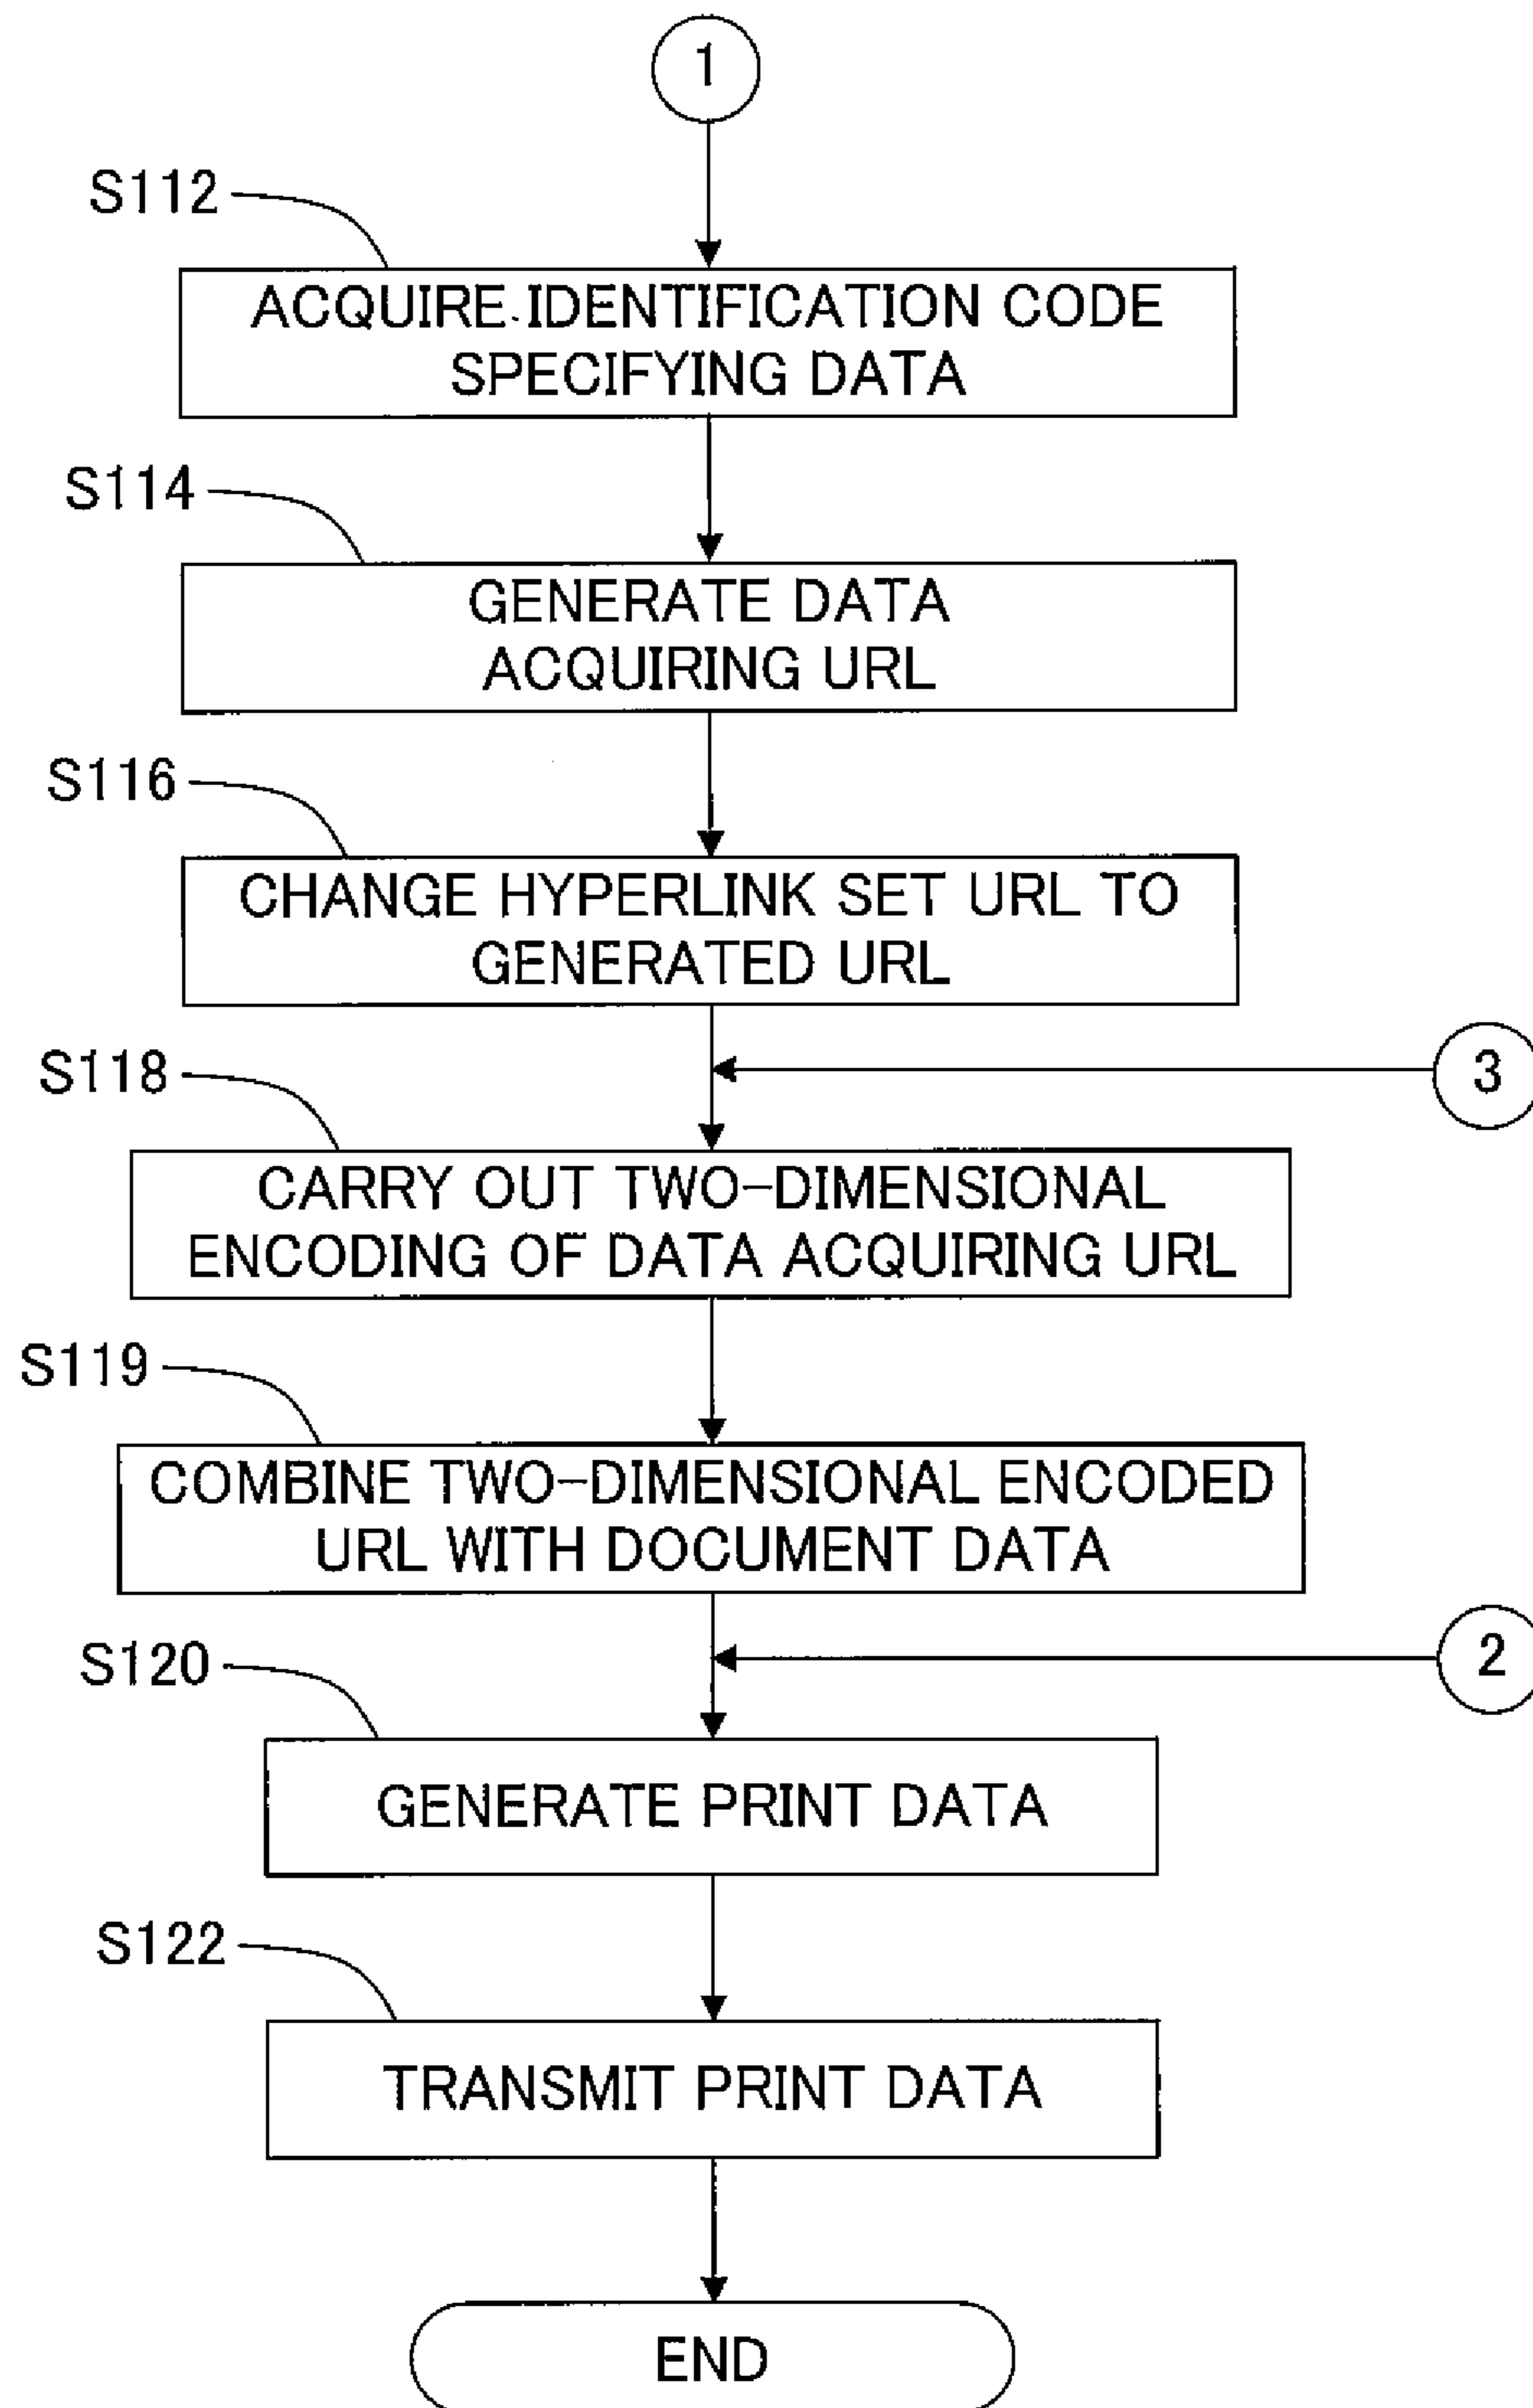 1
S112
ACQUIRE IDENTIFICATION CODE
SPECIFYING DATA
S114
GENERATE DATA
ACQUIRING URL
S116
CHANGE HYPERLINK SET URL TO
GENERATED URL
3
S118
CARRY OUT TWO-DIMENSIONAL
ENCODING OF DATA ACQUIRING URL
S119
COMBINE TWO-DIMENSIONAL ENCODED
URL WITH DOCUMENT DATA
2
S120
GENERATE PRINT DATA
S122
TRANSMIT PRINT DATA
END